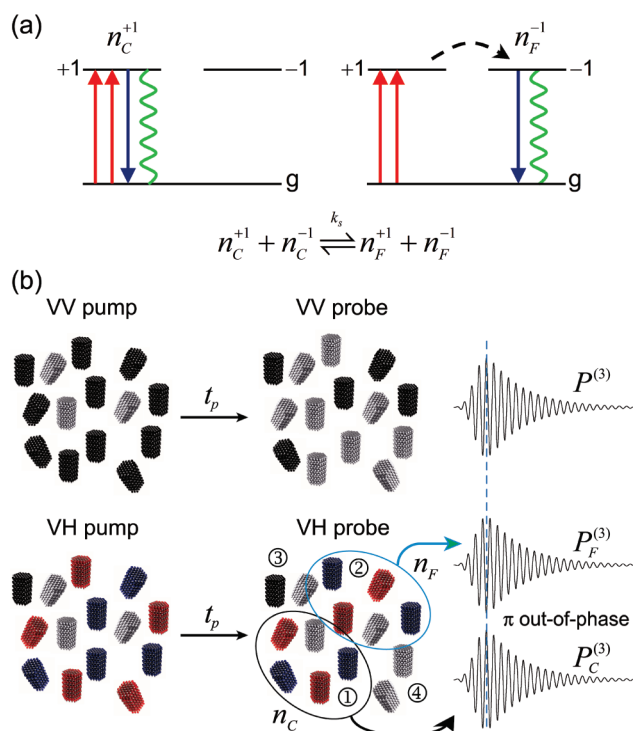 (a)
n_C^{+1}
n_F^{-1}
+1
−1
+1
−1
g
g
n_C^{+1} + n_C^{-1} ⇌ n_F^{+1} + n_F^{-1}
k_s
(b)
VV pump
VV probe
t_p
P^{(3)}
VH pump
VH probe
③
②
n_F
P_F^{(3)}
t_p
π out-of-phase
①
④
n_C
P_C^{(3)}